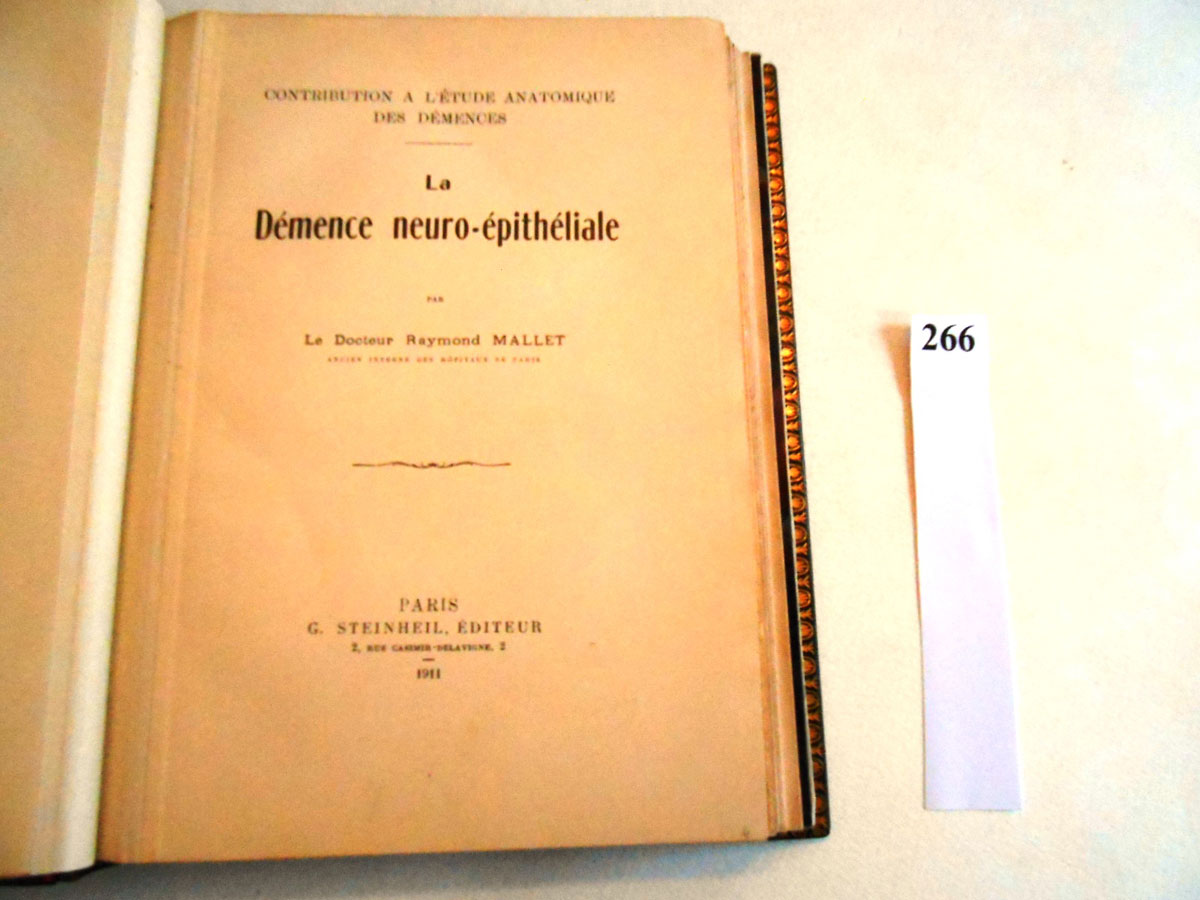 CONTRIBUTION A L'ÉTUDE ANATOMIQUE
DES DÉMENCES
La
Démence neuro-épithéliale
PAR
Le Docteur Raymond MALLET
ANCIEN INTERNE DES HÔPITAUX DE PARIS
PARIS
G. STEINHEIL, ÉDITEUR
2, RUE CASIMIR-DELAVIGNE, 2
1911
266